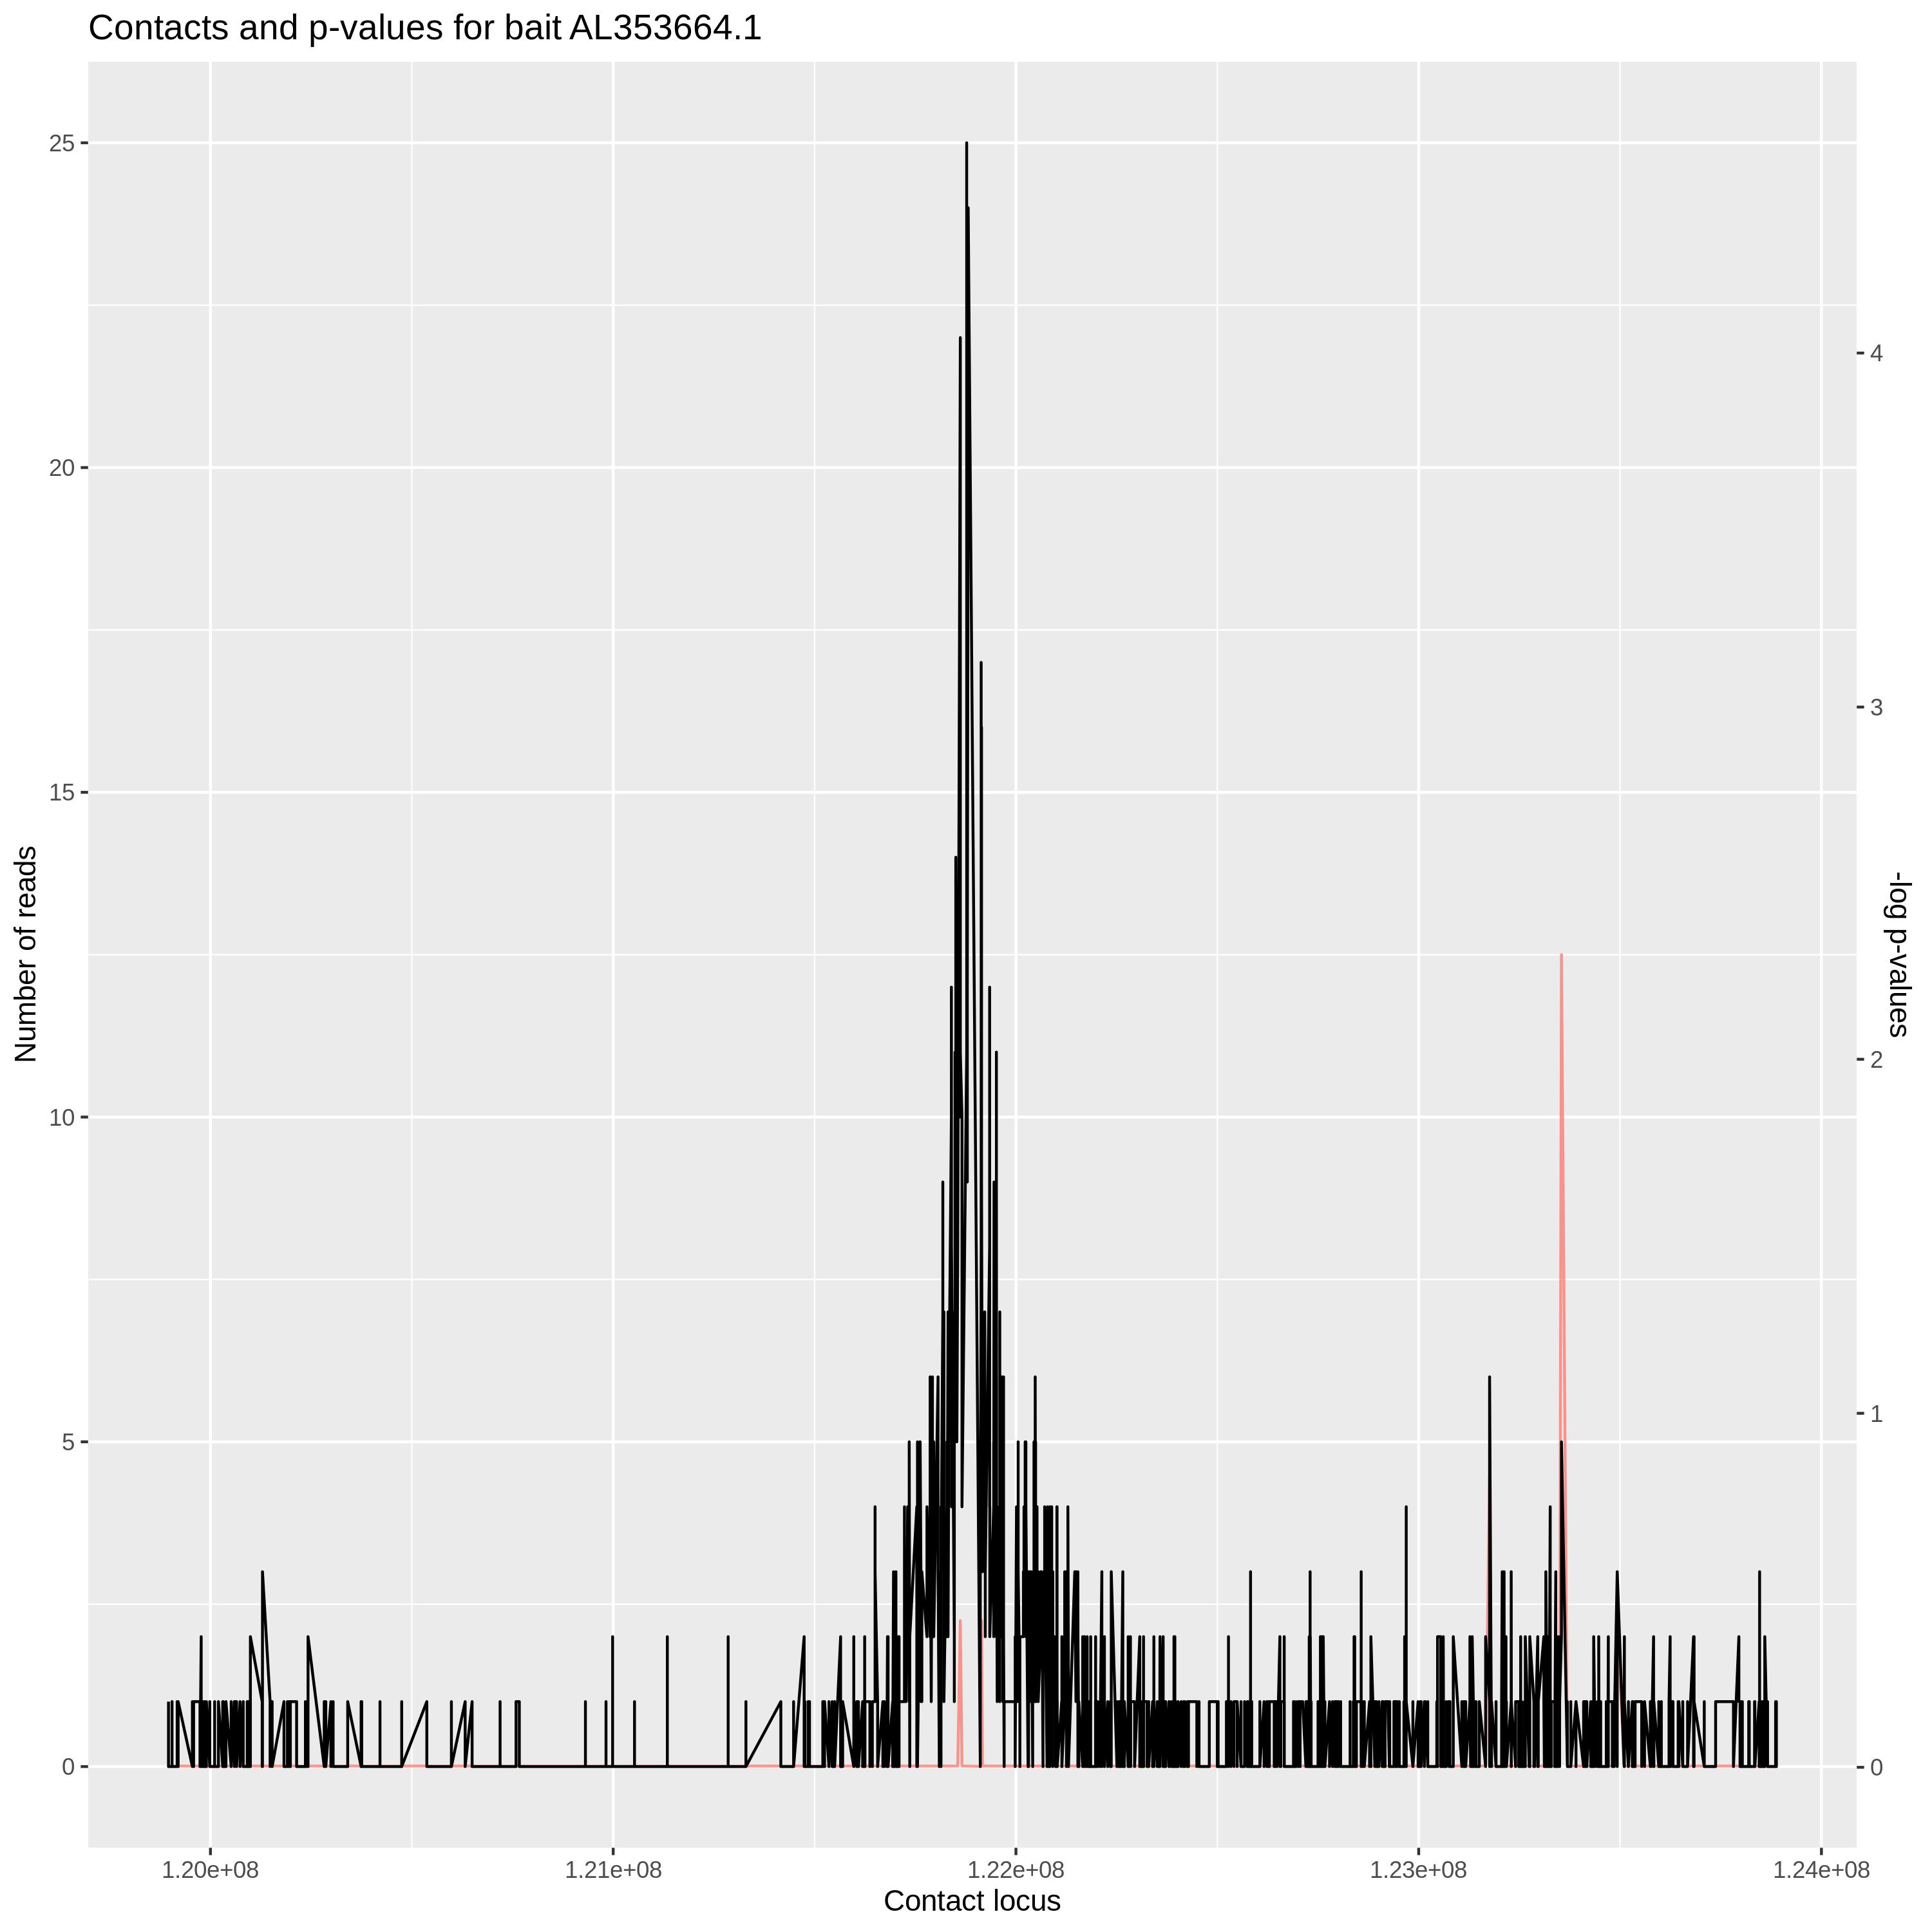 Contacts and p-values for bait AL353664.1
25
20
15
10
5
0
Number of reads
4
3
2
1
0
-log p-values
1.20e+08
1.21e+08
1.22e+08
1.23e+08
1.24e+08
Contact locus